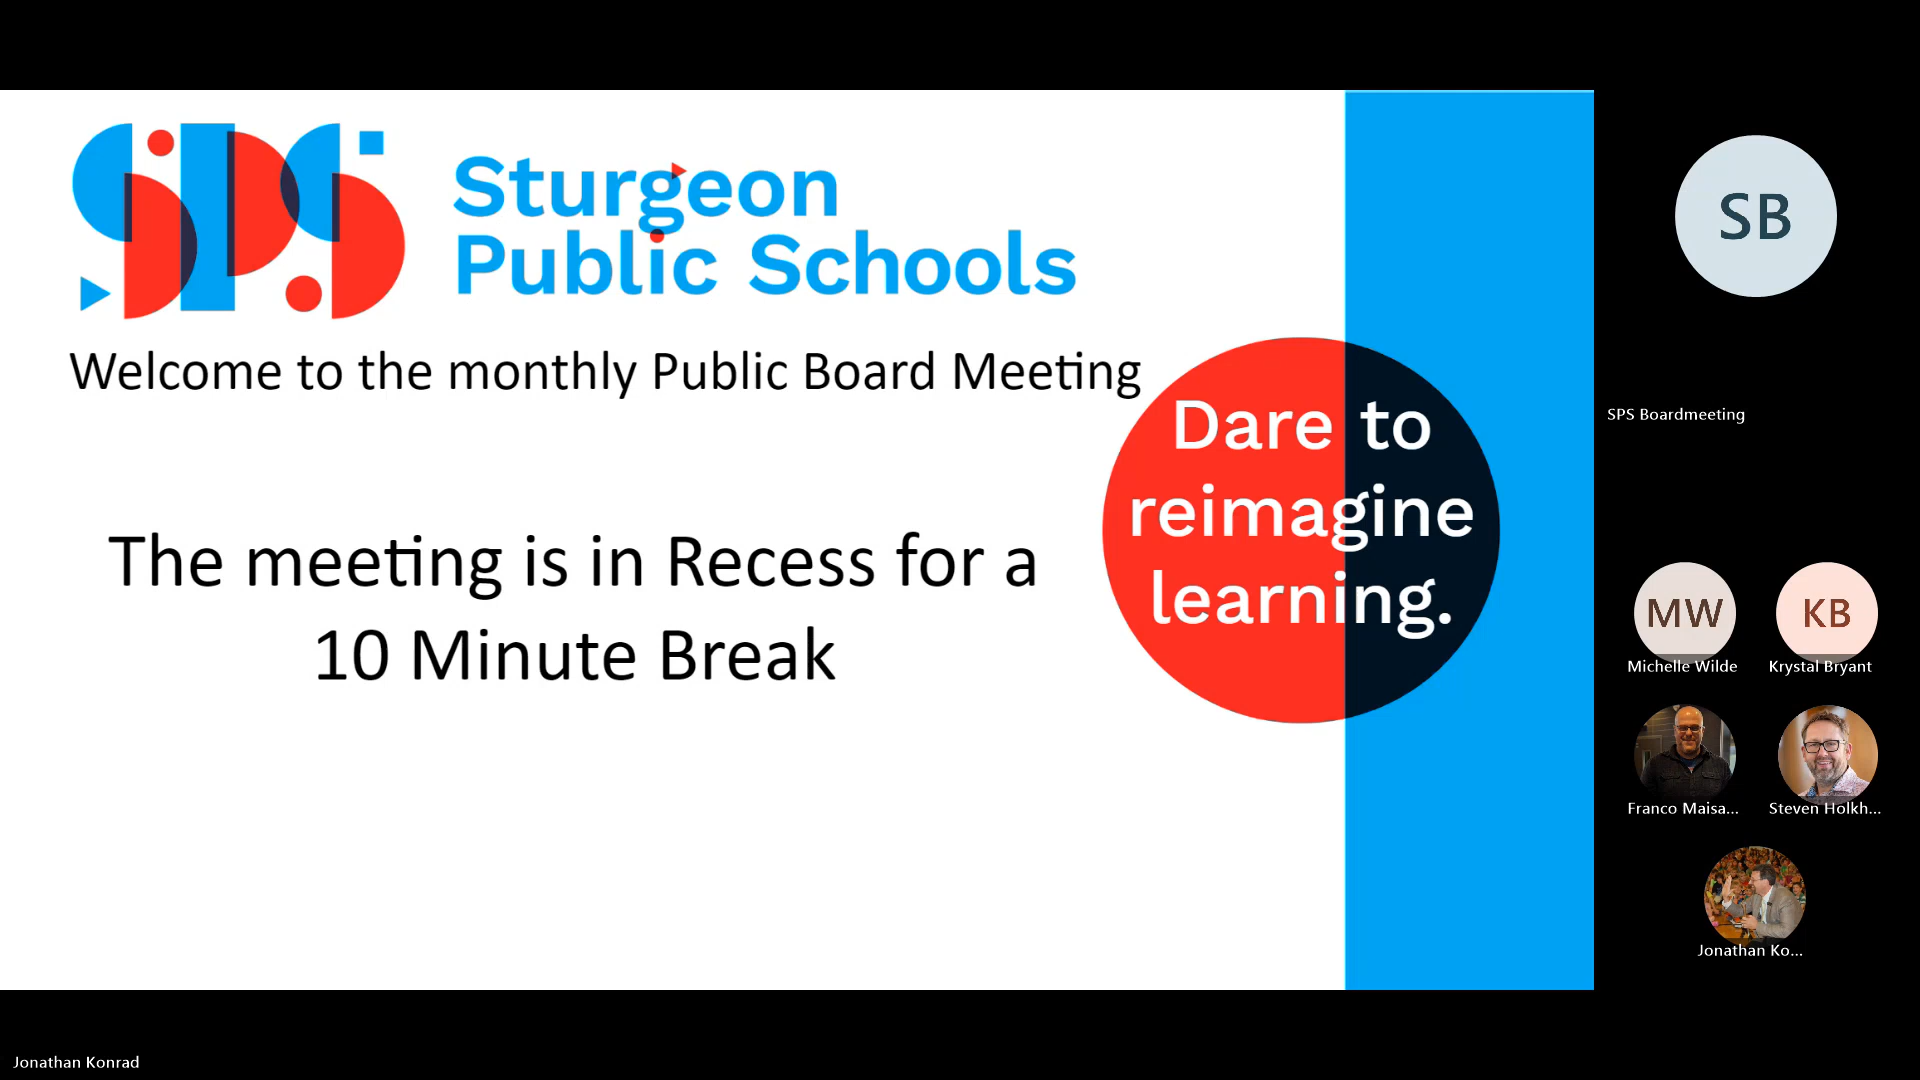 SPS
Sturgeon
Public Schools
Welcome to the monthly Public Board Meeting
The meeting is in Recess for a
10 Minute Break
Dare to
reimagine
learning.
SB
SPS Boardmeeting
MW
KB
Michelle Wilde
Krystal Bryant
Franco Maisa...
Steven Holkh...
Jonathan Ko...
Jonathan Konrad